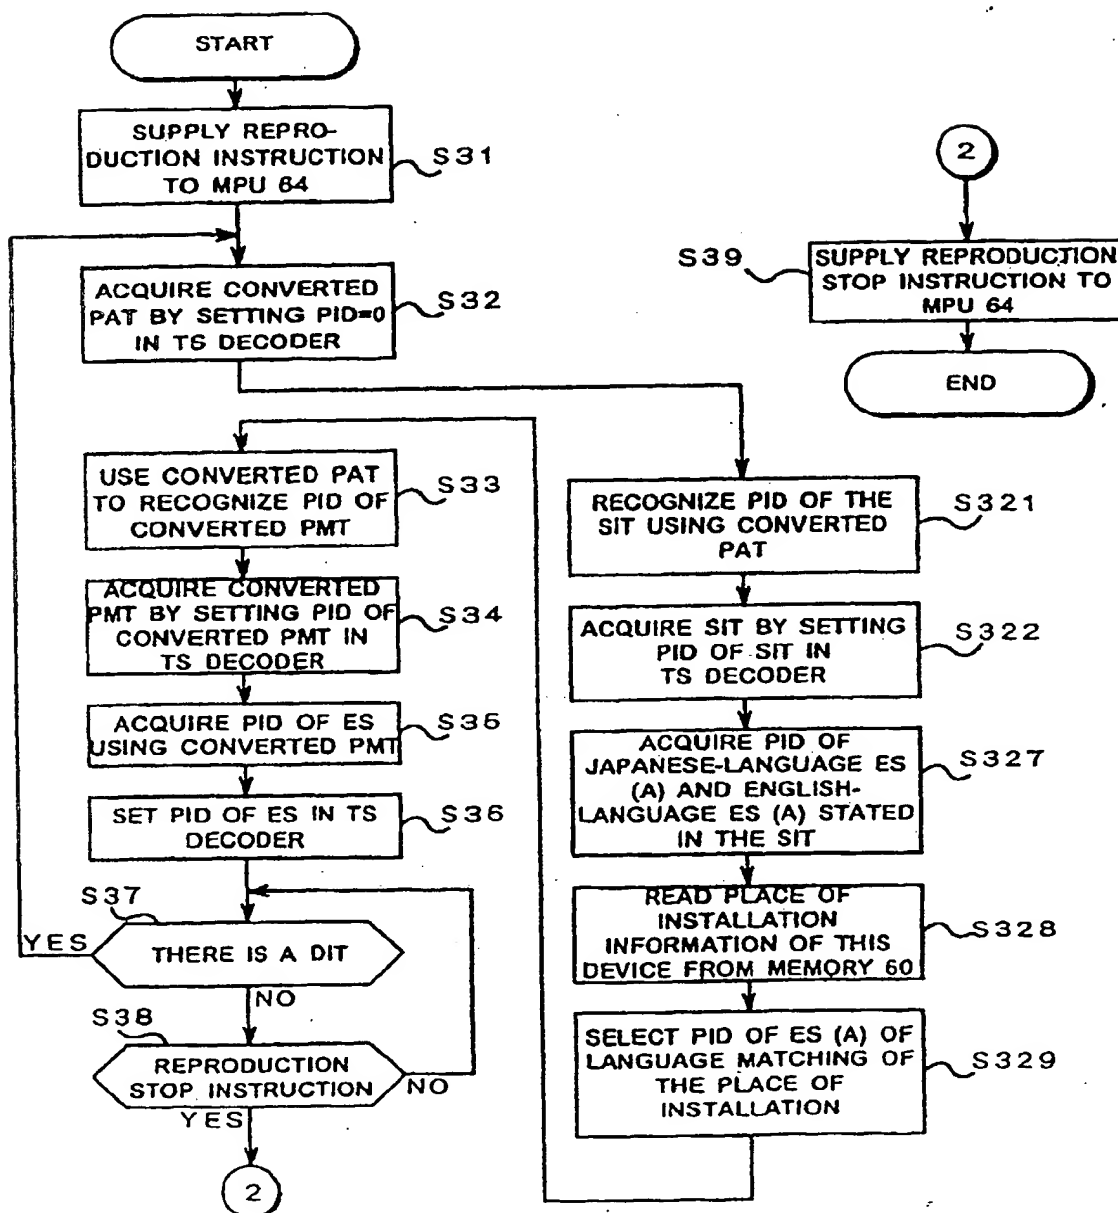 START
SUPPLY REPRO-
DUCTION INSTRUCTION
TO MPU 64
S31
ACQUIRE CONVERTED
PAT BY SETTING PID=0
IN TS DECODER
S32
USE CONVERTED PAT
TO RECOGNIZE PID OF
CONVERTED PMT
S33
ACQUIRE CONVERTED
PMT BY SETTING PID OF
CONVERTED PMT IN
TS DECODER
S34
ACQUIRE PID OF ES
USING CONVERTED PMT
S35
SET PID OF ES IN TS
DECODER
S36
S37
YES
THERE IS A DIT
NO
S38
REPRODUCTION
STOP INSTRUCTION
NO
YES
2
2
S39
SUPPLY REPRODUCTION
STOP INSTRUCTION TO
MPU 64
END
RECOGNIZE PID OF THE
SIT USING CONVERTED
PAT
S321
ACQUIRE SIT BY SETTING
PID OF SIT IN
TS DECODER
S322
ACQUIRE PID OF
JAPANESE-LANGUAGE ES
(A) AND ENGLISH-
LANGUAGE ES (A) STATED
IN THE SIT
S327
READ PLACE OF
INSTALLATION
INFORMATION OF THIS
DEVICE FROM MEMORY 60
S328
SELECT PID OF ES (A) OF
LANGUAGE MATCHING OF
THE PLACE OF
INSTALLATION
S329